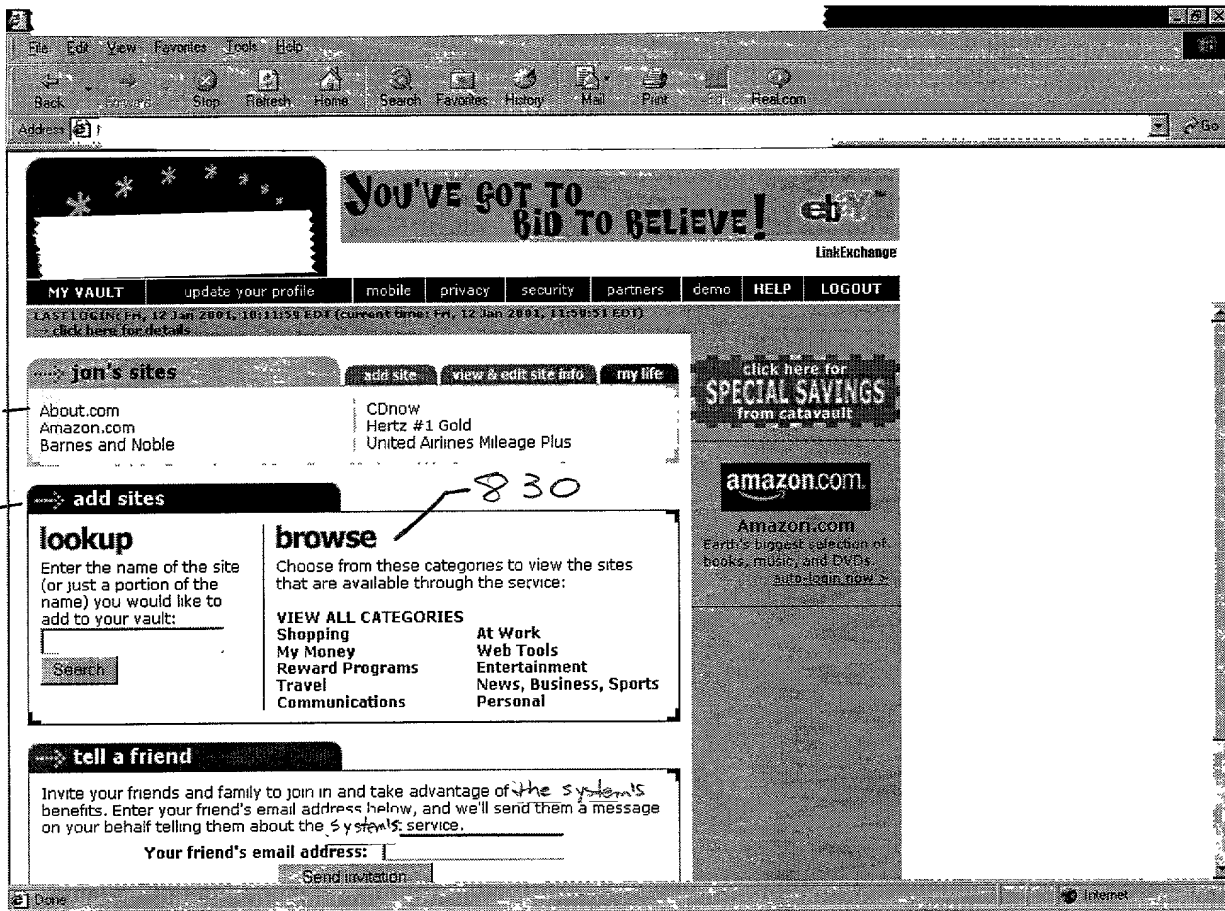 File Edit View Favorites Tools Help
Back Forward Stop Refresh Home Search Favorites History Mail Print Edit Real.com
Address Go
YOU'VE GOT TO
BID TO BELIEVE! ebay™
LinkExchange
MY VAULT update your profile mobile privacy security partners demo HELP LOGOUT
LAST LOGIN: Fri, 12 Jan 2001, 10:11:59 EDT (current time: Fri, 12 Jan 2001, 11:50:51 EDT)
click here for details
jon's sites add site view & edit site info my life
About.com
Amazon.com
Barnes and Noble
CDnow
Hertz #1 Gold
United Airlines Mileage Plus
click here for
SPECIAL SAVINGS
from catavault
830
add sites
lookup
Enter the name of the site
(or just a portion of the
name) you would like to
add to your vault:
Search
browse
Choose from these categories to view the sites
that are available through the service:
VIEW ALL CATEGORIES
Shopping
My Money
Reward Programs
Travel
Communications
At Work
Web Tools
Entertainment
News, Business, Sports
Personal
amazon.com.
Amazon.com
Earth's biggest selection of
books, music, and DVDs.
auto-login now >
tell a friend
Invite your friends and family to join in and take advantage of the system's
benefits. Enter your friend's email address below, and we'll send them a message
on your behalf telling them about the system's service.
Your friend's email address:
Send invitation
Done Internet